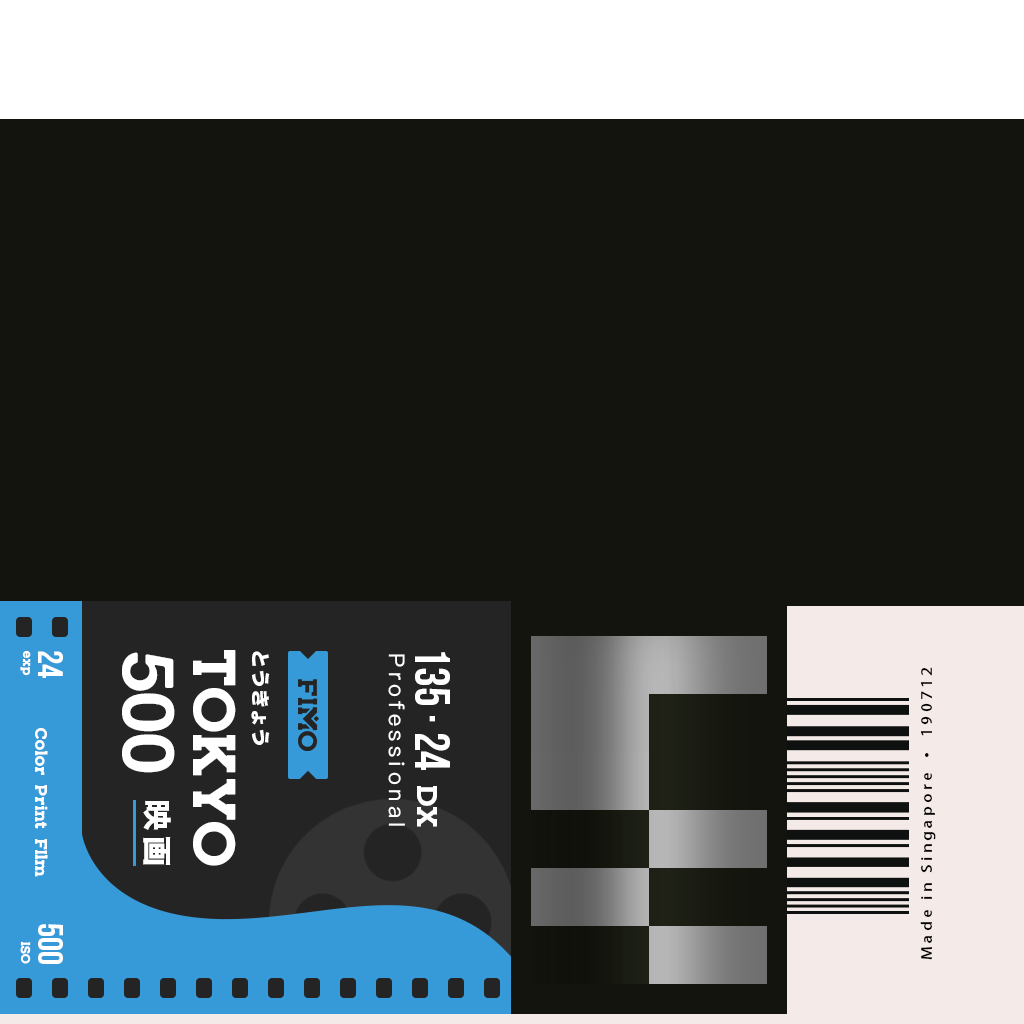 135・24 DX
Professional
FIMO
とうきょう
TOKYO
500 映画
24 exp
Color Print Film
500 ISO
Made in Singapore • 190712